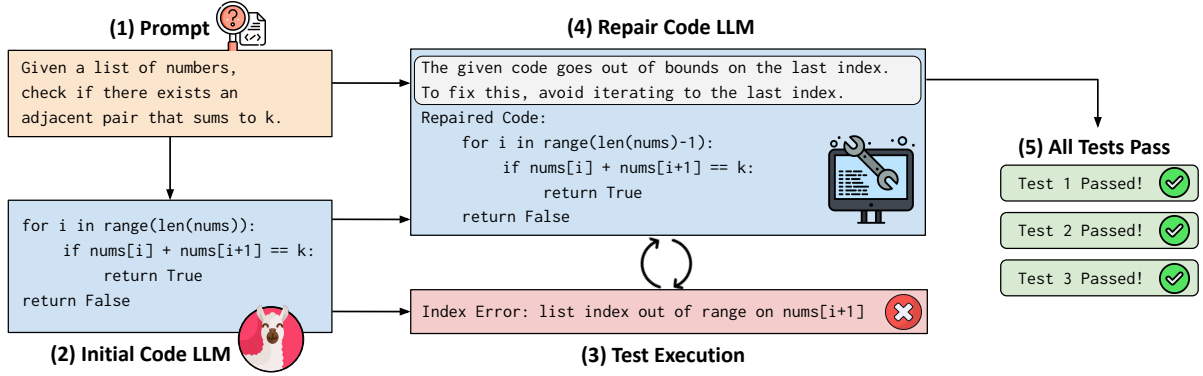 (1) Prompt
Given a list of numbers,
check if there exists an
adjacent pair that sums to k.
for i in range(len(nums)):
if nums[i] + nums[i+1] == k:
return True
return False
(2) Initial Code LLM
(4) Repair Code LLM
The given code goes out of bounds on the last index.
To fix this, avoid iterating to the last index.
Repaired Code:
for i in range(len(nums)-1):
if nums[i] + nums[i+1] == k:
return True
return False
Index Error: list index out of range on nums[i+1]
(3) Test Execution
(5) All Tests Pass
Test 1 Passed!
Test 2 Passed!
Test 3 Passed!